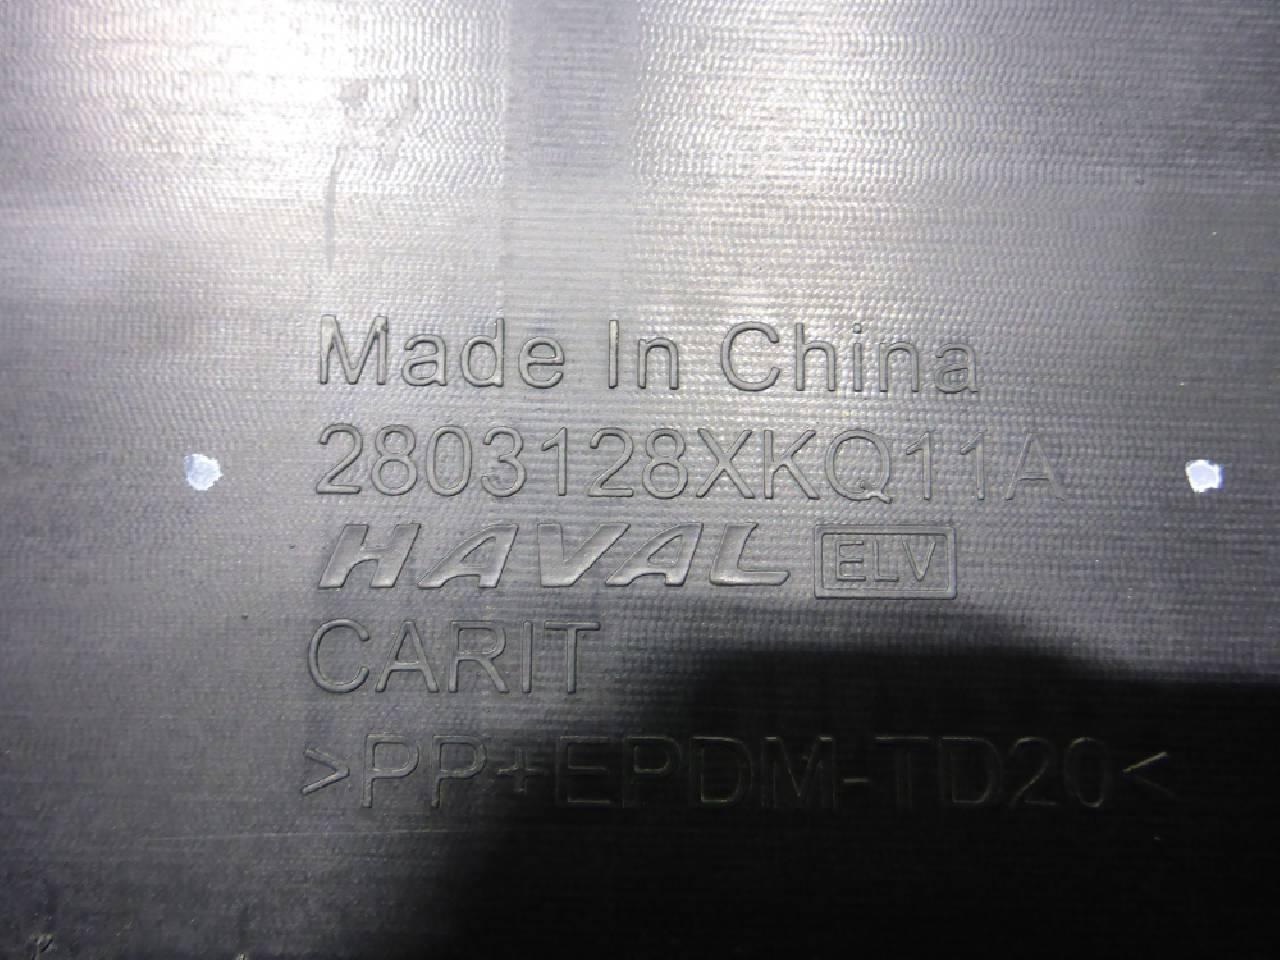 Made In China
2803128XKQ11A
HAVAL ELV
CARIT
>PP+EPDM-TD20<